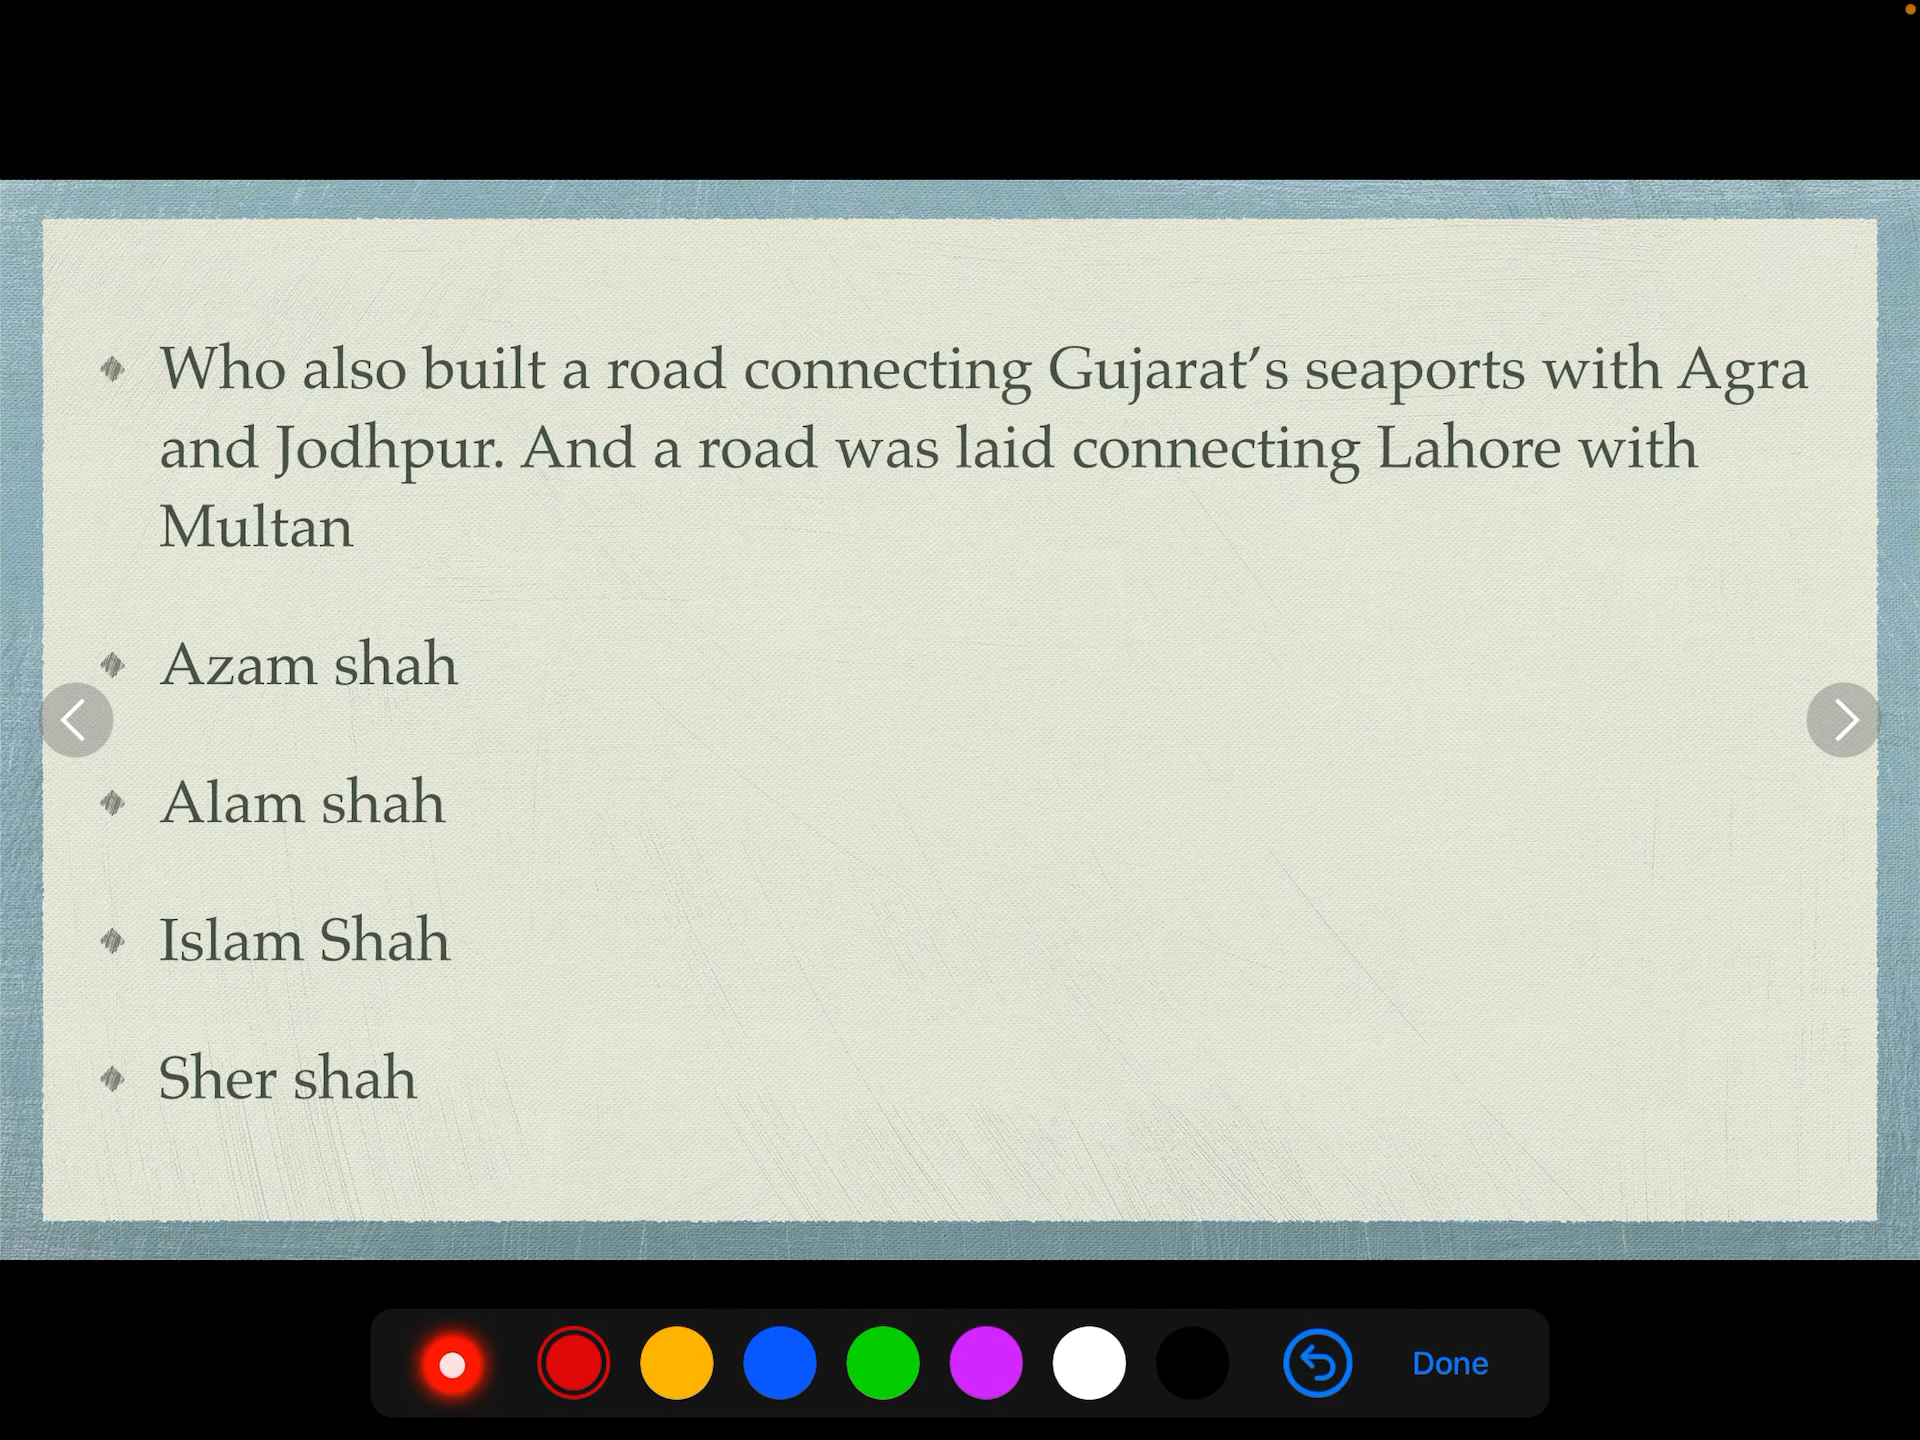 Who also built a road connecting Gujarat’s seaports with Agra
and Jodhpur. And a road was laid connecting Lahore with
Multan
Azam shah
Alam shah
Islam Shah
Sher shah
Done